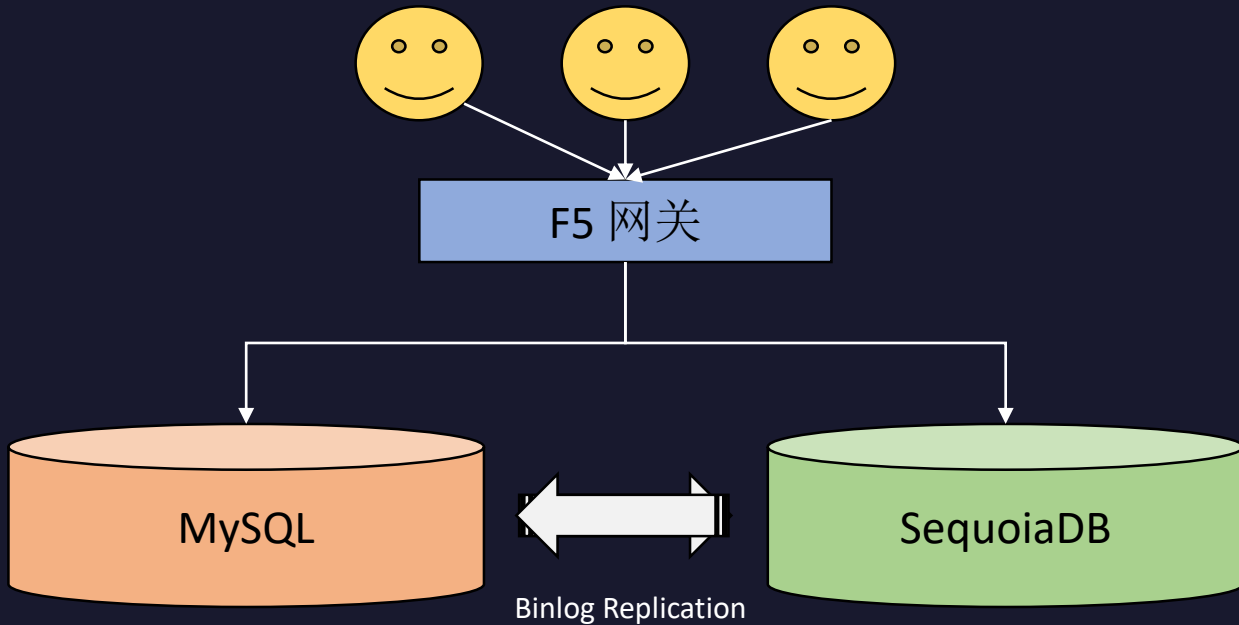 F5 网关
MySQL
SequoiaDB
Binlog Replication